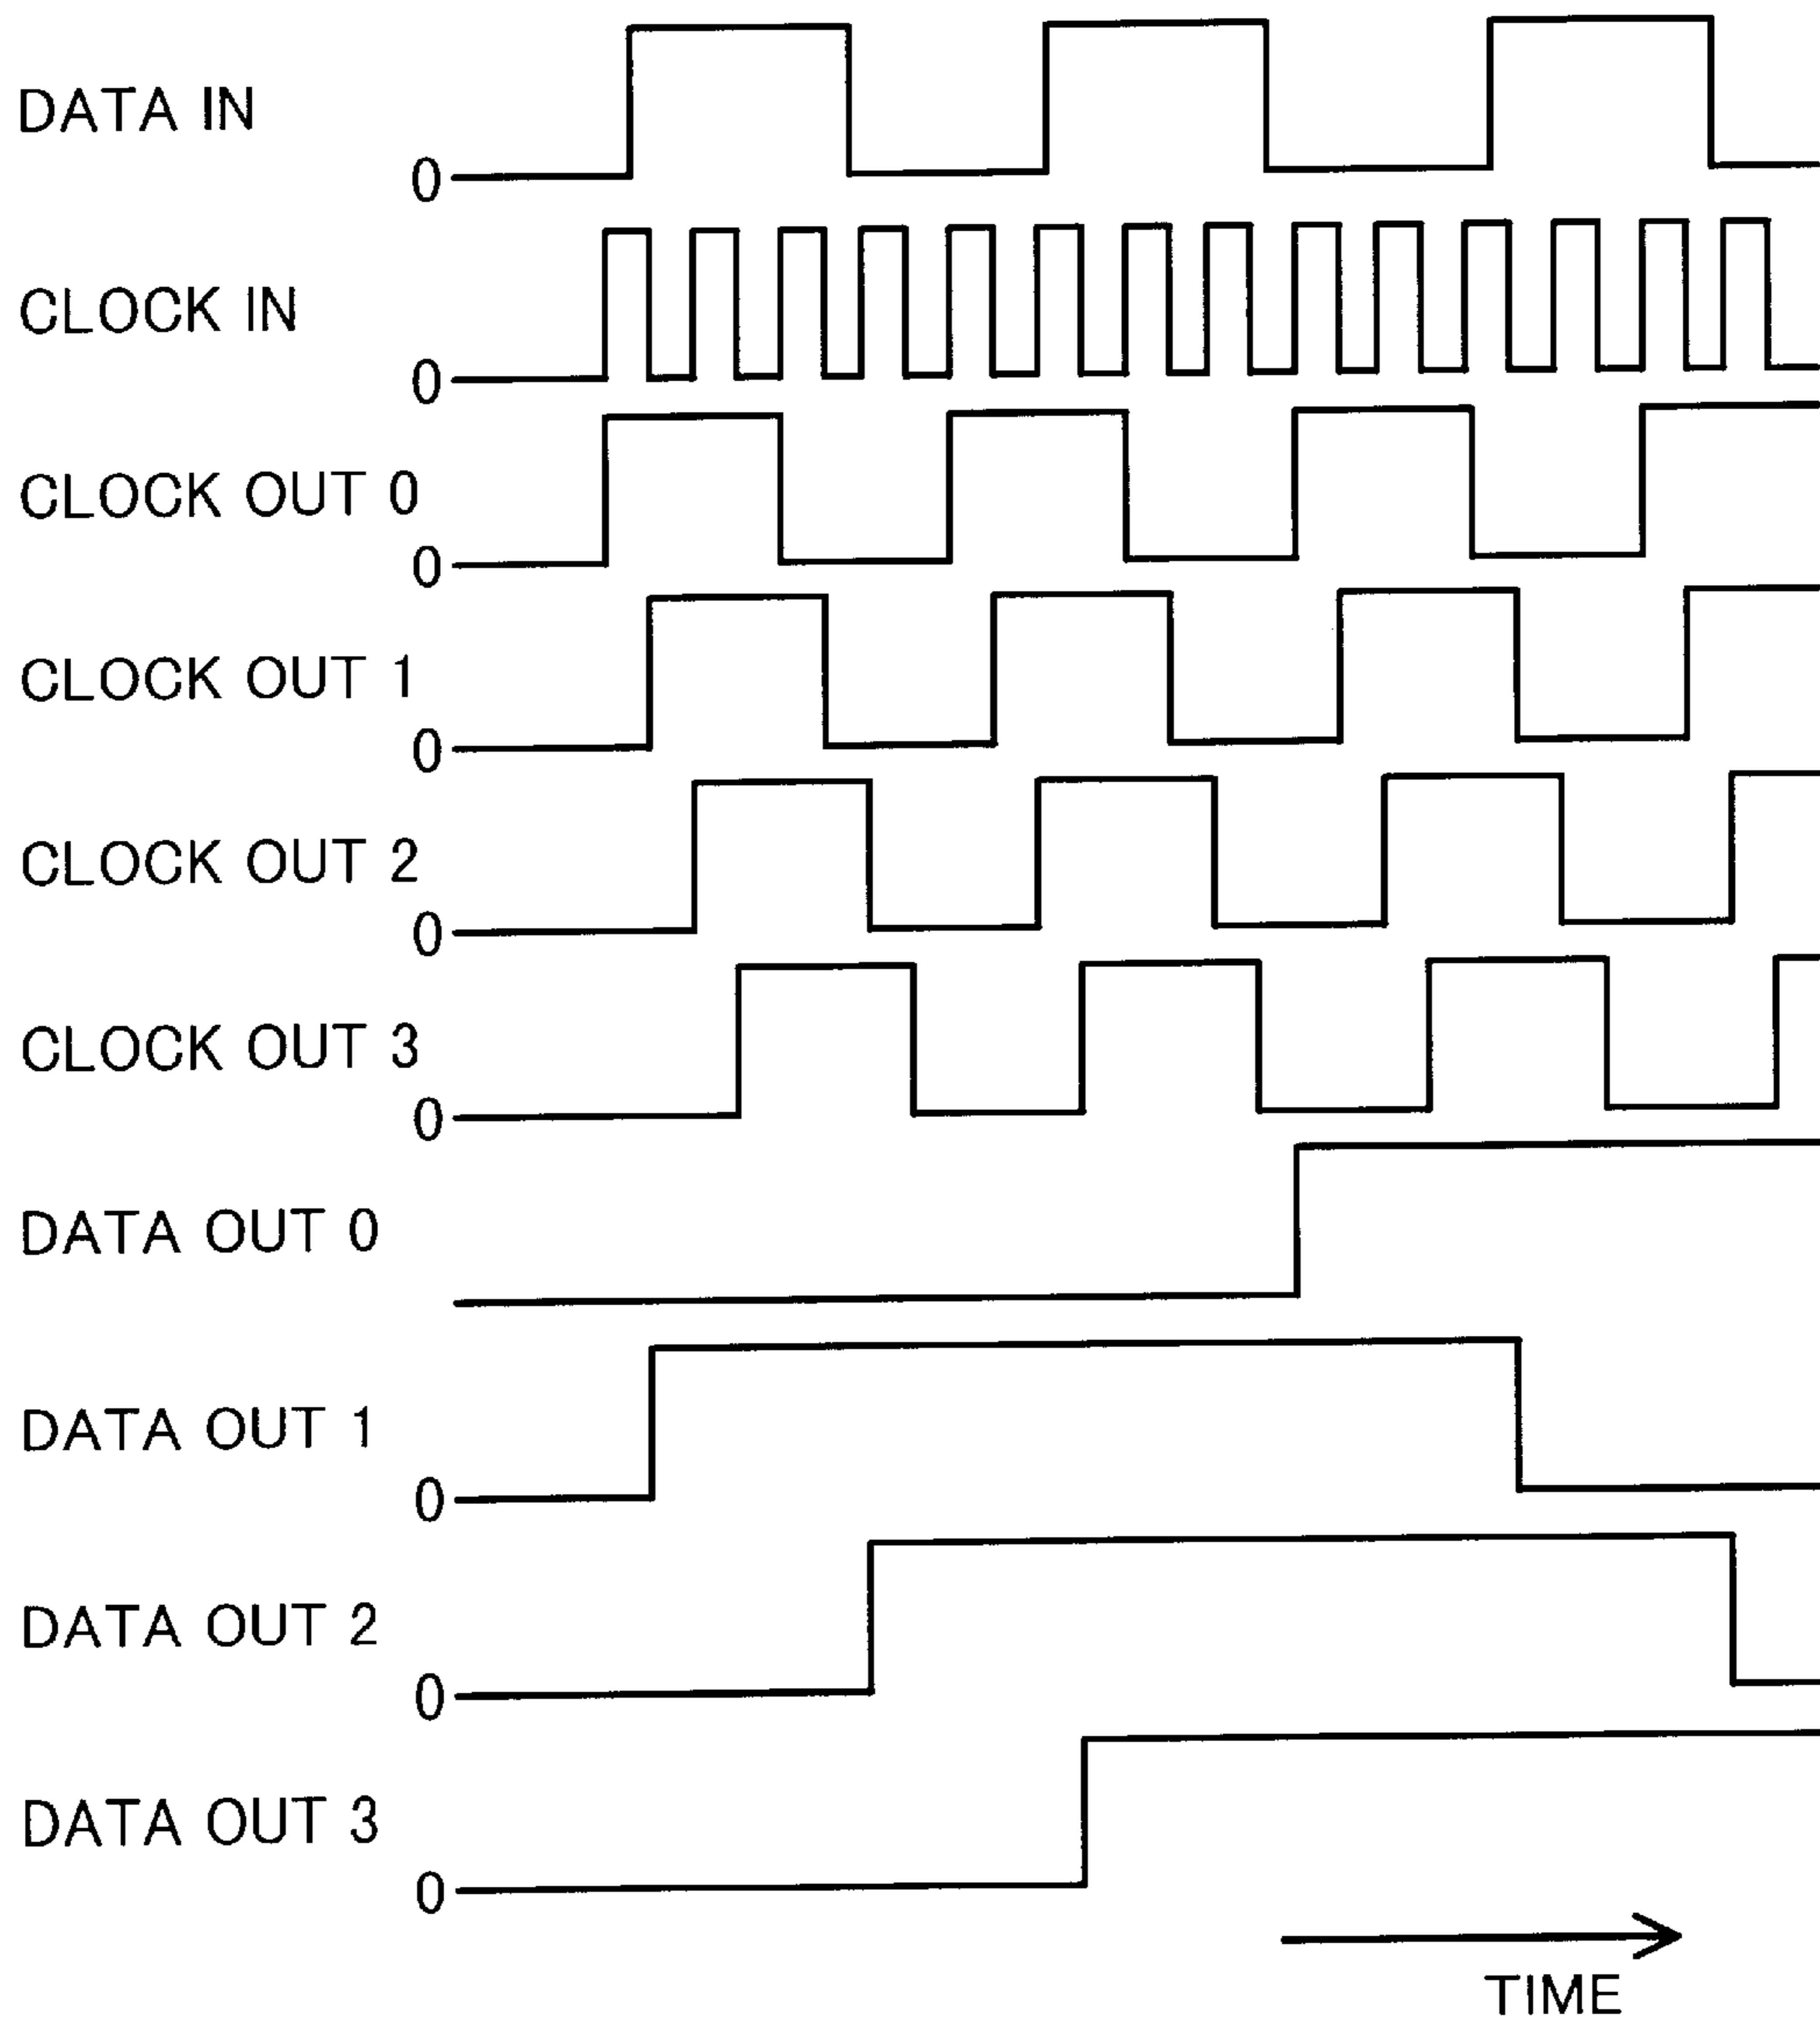 DATA IN
0
CLOCK IN
0
CLOCK OUT 0
0
CLOCK OUT 1
0
CLOCK OUT 2
0
CLOCK OUT 3
0
DATA OUT 0
DATA OUT 1
0
DATA OUT 2
0
DATA OUT 3
0
TIME